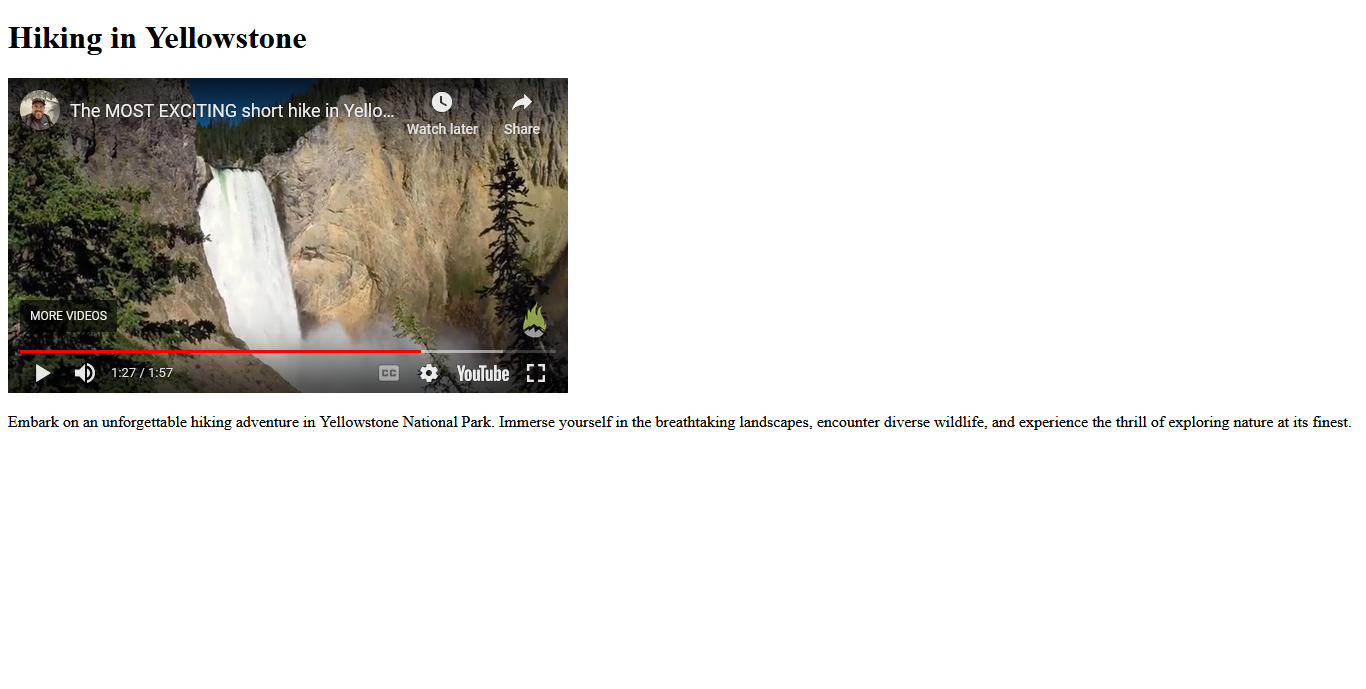 Hiking in Yellowstone
The MOST EXCITING short hike in Yello...
Watch later
Share
MORE VIDEOS
1:27 / 1:57
CC
YouTube
Embark on an unforgettable hiking adventure in Yellowstone National Park. Immerse yourself in the breathtaking landscapes, encounter diverse wildlife, and experience the thrill of exploring nature at its finest.